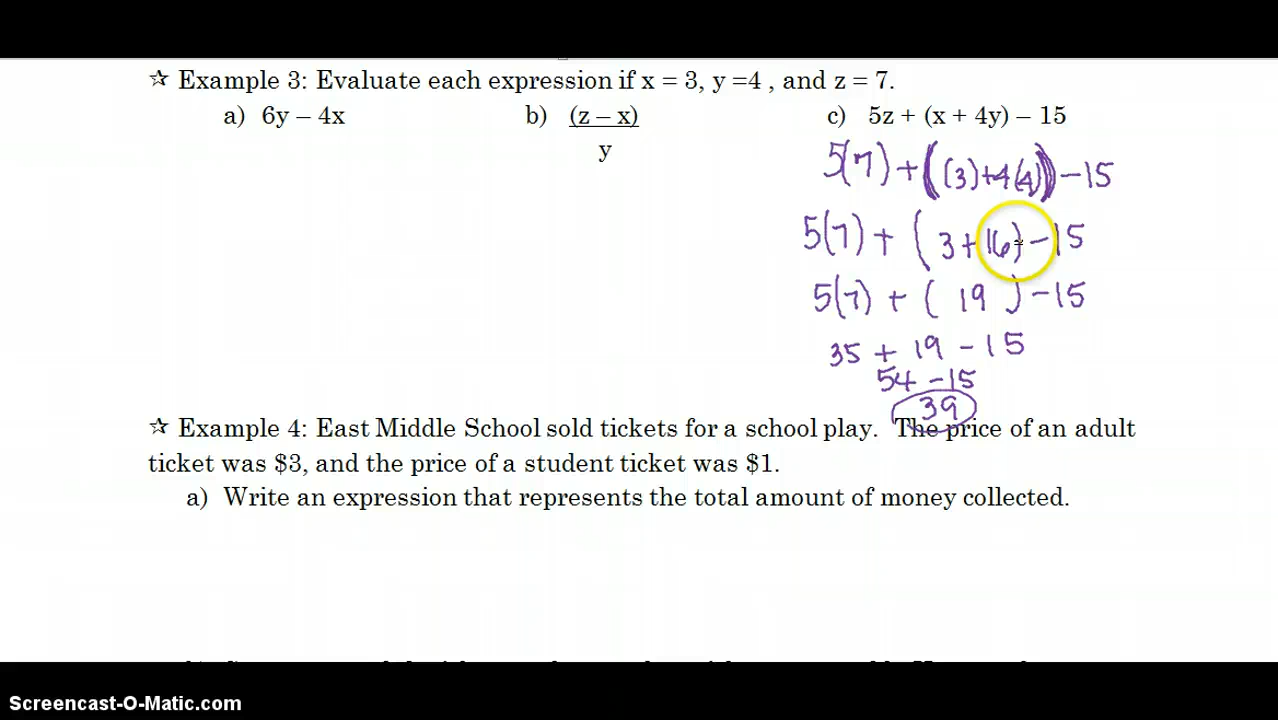 ☆ Example 3: Evaluate each expression if x = 3, y =4 , and z = 7.
a) 6y – 4x b) (z – x) c) 5z + (x + 4y) – 15
y
5(7) + ((3)+4(4)) -15
5(7) + ( 3+16) -15
5(7) + ( 19 ) -15
35 + 19 - 15
54 -15
39
☆ Example 4: East Middle School sold tickets for a school play. The price of an adult
ticket was $3, and the price of a student ticket was $1.
a) Write an expression that represents the total amount of money collected.
Screencast-O-Matic.com